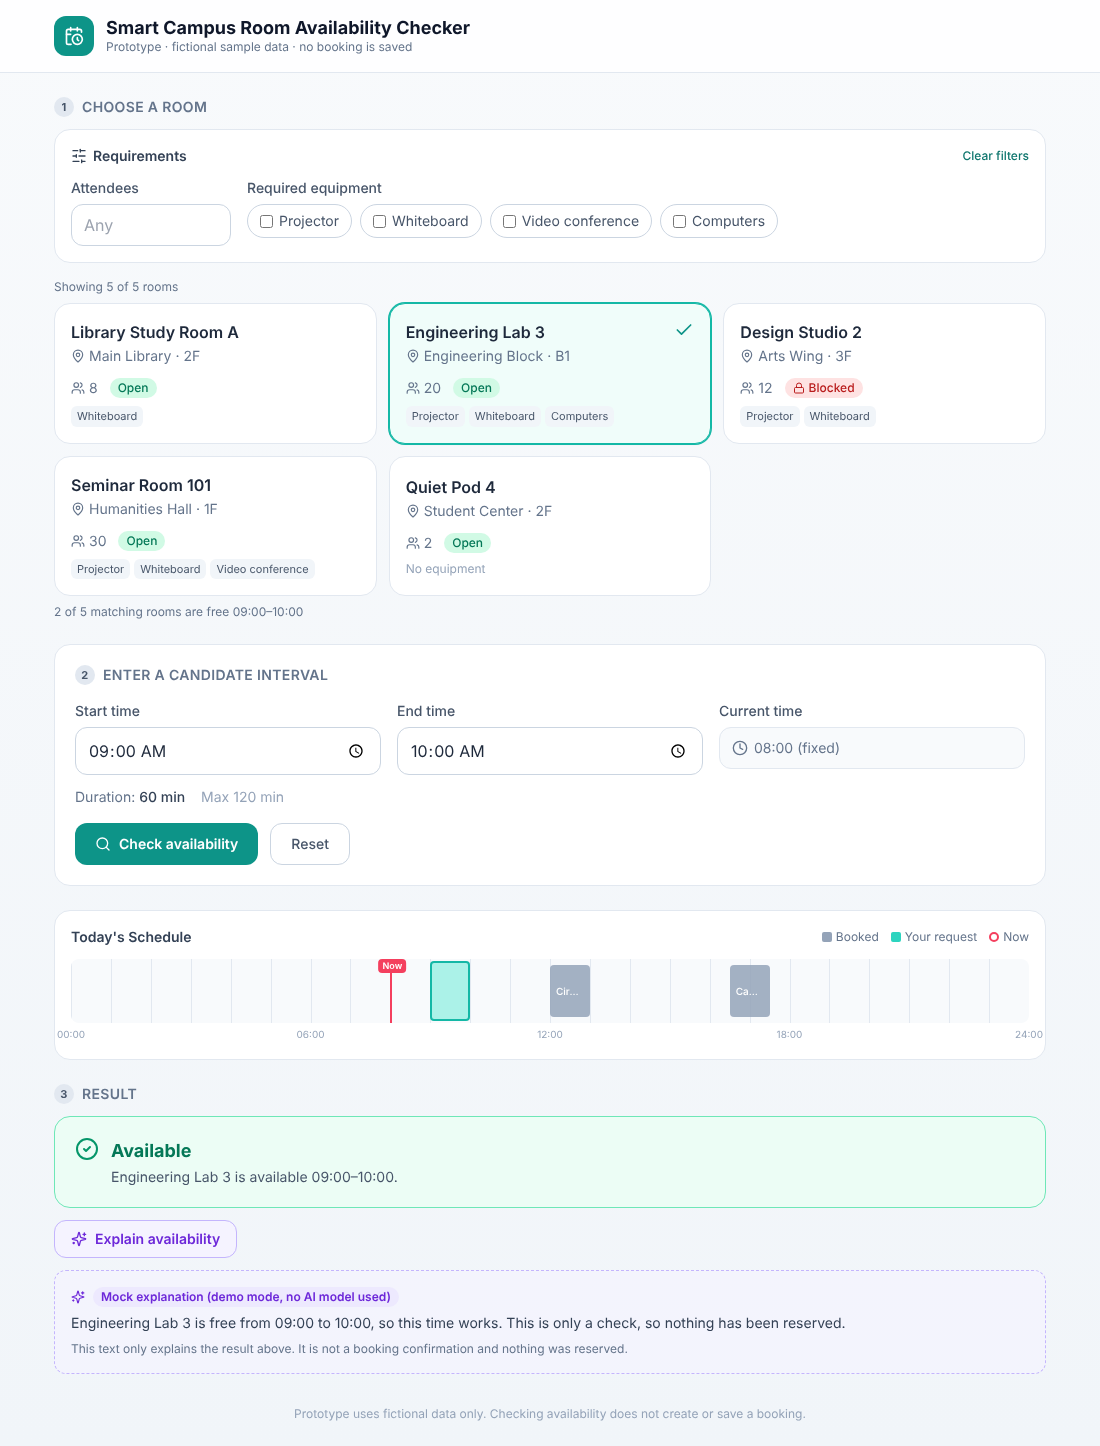 Smart Campus Room Availability Checker
Prototype · fictional sample data · no booking is saved
1 CHOOSE A ROOM
Requirements
Clear filters
Attendees
Required equipment
Any
Projector
Whiteboard
Video conference
Computers
Showing 5 of 5 rooms
Library Study Room A
Main Library · 2F
8 Open
Whiteboard
Engineering Lab 3
Engineering Block · B1
20 Open
Projector Whiteboard Computers
Design Studio 2
Arts Wing · 3F
12 Blocked
Projector Whiteboard
Seminar Room 101
Humanities Hall · 1F
30 Open
Projector Whiteboard Video conference
Quiet Pod 4
Student Center · 2F
2 Open
No equipment
2 of 5 matching rooms are free 09:00–10:00
2 ENTER A CANDIDATE INTERVAL
Start time
09:00 AM
End time
10:00 AM
Current time
08:00 (fixed)
Duration: 60 min Max 120 min
Check availability
Reset
Today's Schedule
Booked Your request Now
Now
Cir...
Ca...
00:00 06:00 12:00 18:00 24:00
3 RESULT
Available
Engineering Lab 3 is available 09:00–10:00.
Explain availability
Mock explanation (demo mode, no AI model used)
Engineering Lab 3 is free from 09:00 to 10:00, so this time works. This is only a check, so nothing has been reserved.
This text only explains the result above. It is not a booking confirmation and nothing was reserved.
Prototype uses fictional data only. Checking availability does not create or save a booking.